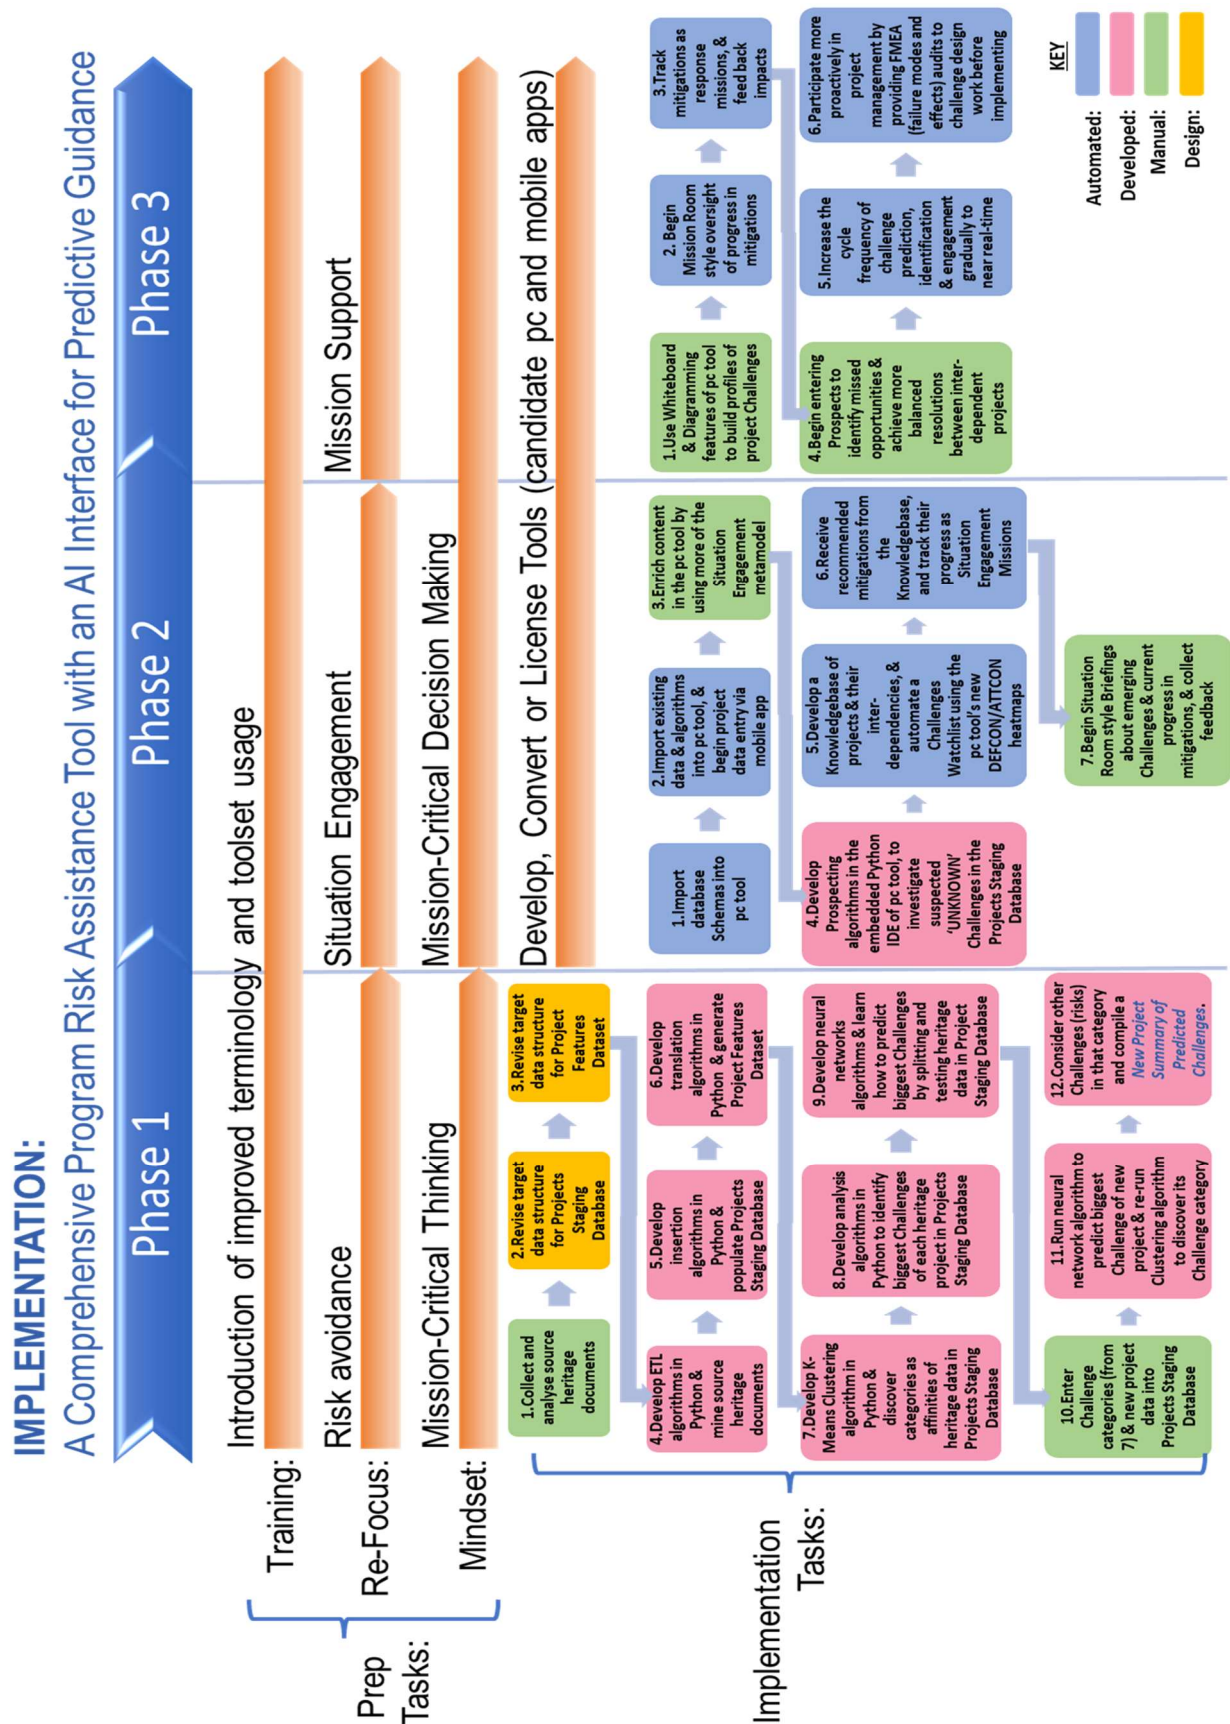 IMPLEMENTATION:
A Comprehensive Program Risk Assistance Tool with an AI Interface for Predictive Guidance
Phase 1
Phase 2
Phase 3
Prep
Tasks:
Training:
Introduction of improved terminology and toolset usage
Re-Focus:
Risk avoidance
Situation Engagement
Mission Support
Mindset:
Mission-Critical Thinking
Mission-Critical Decision Making
Develop, Convert or License Tools (candidate pc and mobile apps)
Implementation
Tasks:
1.Collect and
analyse source
heritage
documents
2.Revise target
data structure
for Projects
Staging
Database
3.Revise target
data structure
for Project
Features
Dataset
4.Develop ETL
algorithms in
Python &
mine source
heritage
documents
5.Develop
insertion
algorithms in
Python &
populate Projects
Staging Database
6.Develop
translation
algorithms in
Python & generate
Project Features
Dataset
7.Develop K-
Means Clustering
algorithm in
Python &
discover
categories as
affinities of
heritage data in
Projects Staging
Database
8.Develop analysis
algorithms in
Python to identify
biggest Challenges
of each heritage
project in Projects
Staging Database
9.Develop neural
networks
algorithms & learn
how to predict
biggest Challenges
by splitting and
testing heritage
data in Project
Staging Database
10.Enter
Challenge
categories (from
7) & new project
data into
Projects Staging
Database
11.Run neural
network algorithm to
predict biggest
Challenge of new
project & re-run
Clustering algorithm
to discover its
Challenge category
12.Consider other
Challenges (risks)
in that category
and compile a
New Project
Summary of
Predicted
Challenges.
1.Import
database
Schemas into
pc tool
2.Import existing
data & algorithms
into pc tool, &
begin project
data entry via
mobile app
3.Enrich content
in the pc tool by
using more of the
Situation
Engagement
metamodel
4.Develop
Prospecting
algorithms in the
embedded Python
IDE of pc tool, to
investigate
suspected
‘UNKNOWN’
Challenges in the
Projects Staging
Database
5.Develop a
Knowledgebase of
projects & their
inter-
dependencies, &
automate a
Challenges
Watchlist using the
pc tool’s new
DEFCON/ATTCON
heatmaps
6.Receive
recommended
mitigations from
the
Knowledgebase,
and track their
progress as
Situation
Engagement
Missions
7.Begin Situation
Room style Briefings
about emerging
Challenges & current
progress in
mitigations, & collect
feedback
1.Use Whiteboard
& Diagramming
features of pc tool
to build profiles of
project Challenges
2. Begin
Mission Room
style oversight
of progress in
mitigations
3.Track
mitigations as
response
missions, &
feed back
impacts
4.Begin entering
Prospects to
identify missed
opportunities &
achieve more
balanced
resolutions
between inter-
dependent
projects
5.Increase the
cycle
frequency of
challenge
prediction,
identification
& engagement
gradually to
near real-time
6.Participate more
proactively in
project
management by
providing FMEA
(failure modes and
effects) audits to
challenge design
work before
implementing
KEY
Automated:
Developed:
Manual:
Design: